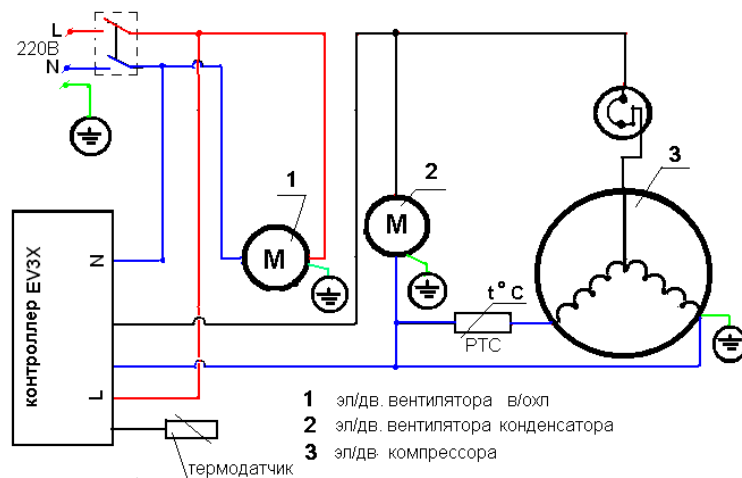 L
220В
N
1
2
3
М
М
контроллер EV3X
N
L
t°C
РТС
1 эл/дв. вентилятора в/охл
2 эл/дв. вентилятора конденсатора
3 эл/дв. компрессора
термодатчик